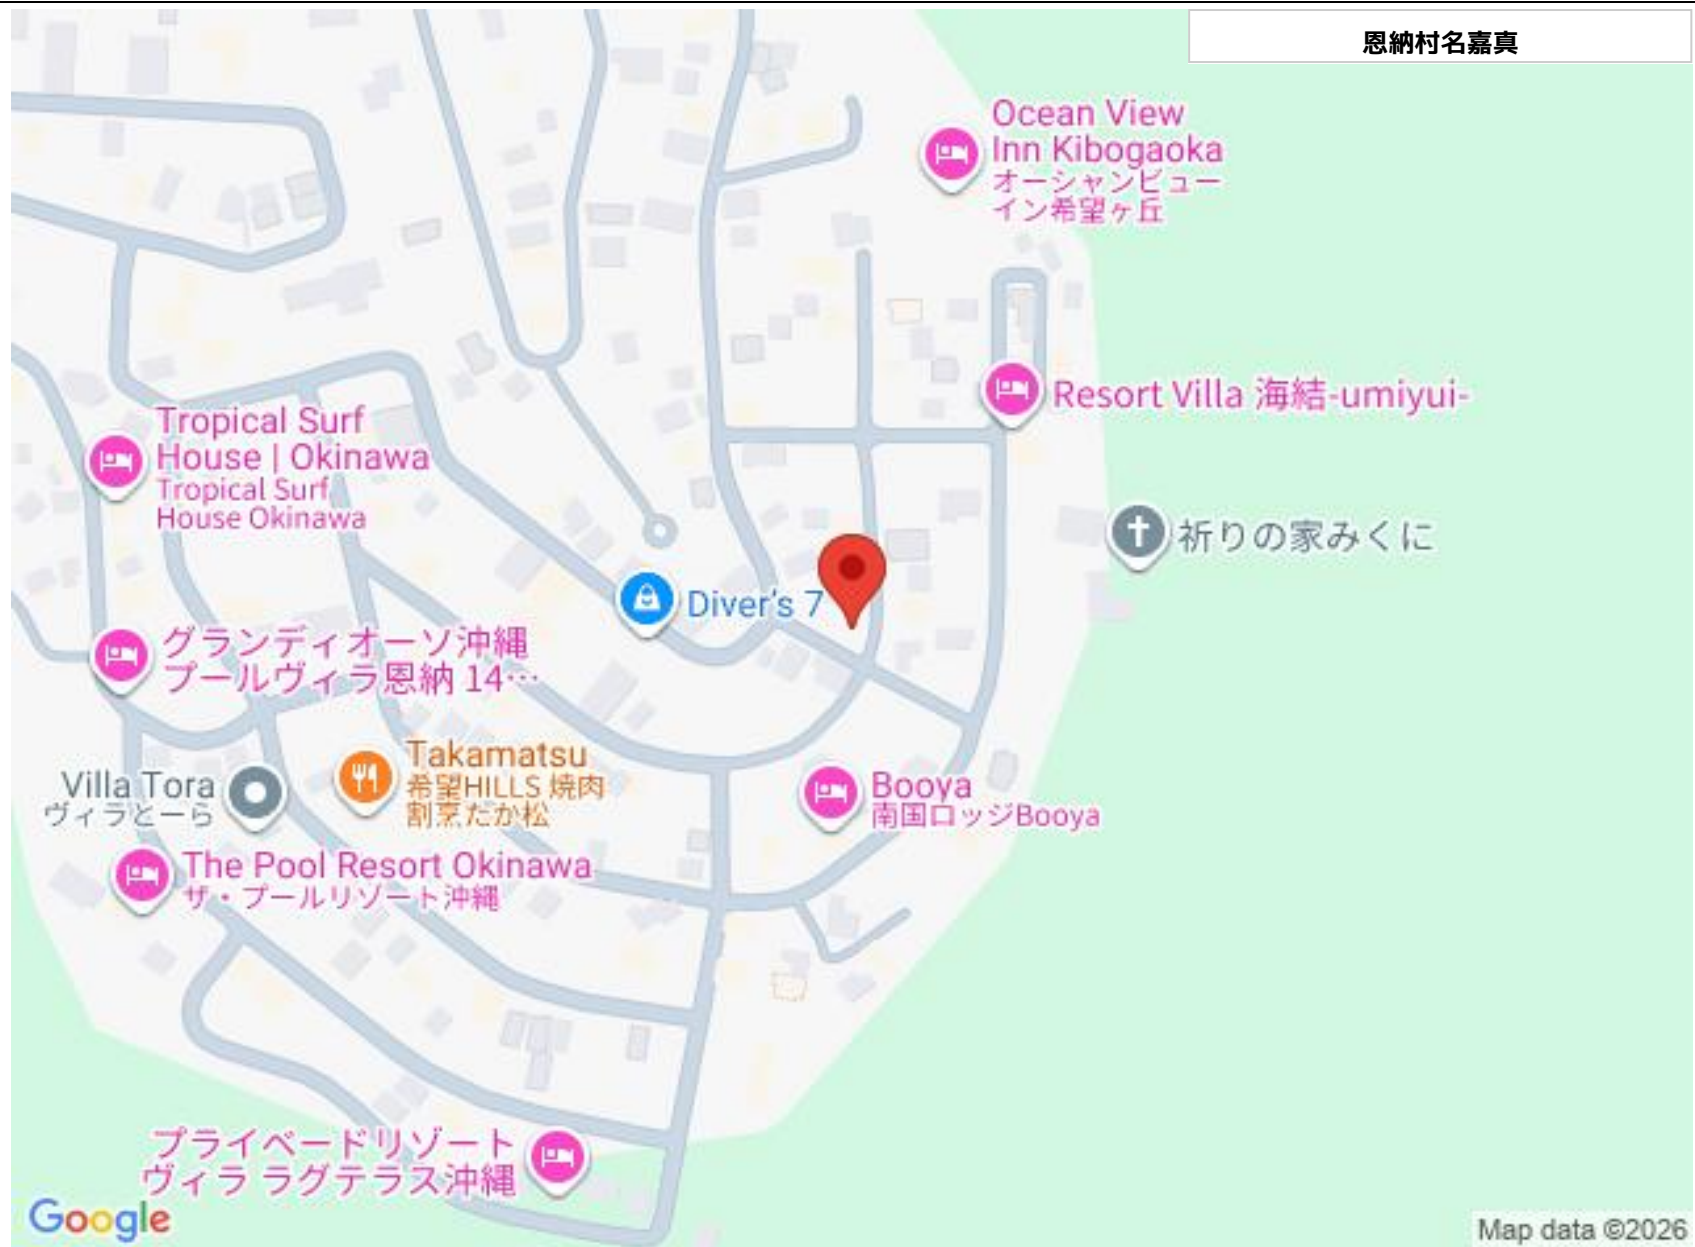 恩納村名嘉真
Ocean View
Inn Kibogaoka
オーシャンビュー
イン希望ヶ丘
Resort Villa 海結-umiyui-
Tropical Surf
House | Okinawa
Tropical Surf
House Okinawa
祈りの家みくに
Diver's 7
グランディオーソ沖縄
プールヴィラ恩納 14…
Takamatsu
希望HILLS 焼肉
割烹たか松
Villa Tora
ヴィラとーら
Booya
南国ロッジBooya
The Pool Resort Okinawa
ザ・プールリゾート沖縄
プライベードリゾート
ヴィラ ラグテラス沖縄
Google
Map data ©2026